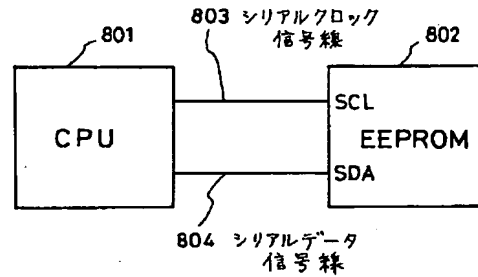 801
803 シリアルクロック
信号線
802
CPU
SCL
EEPROM
SDA
804 シリアルデータ
信号線